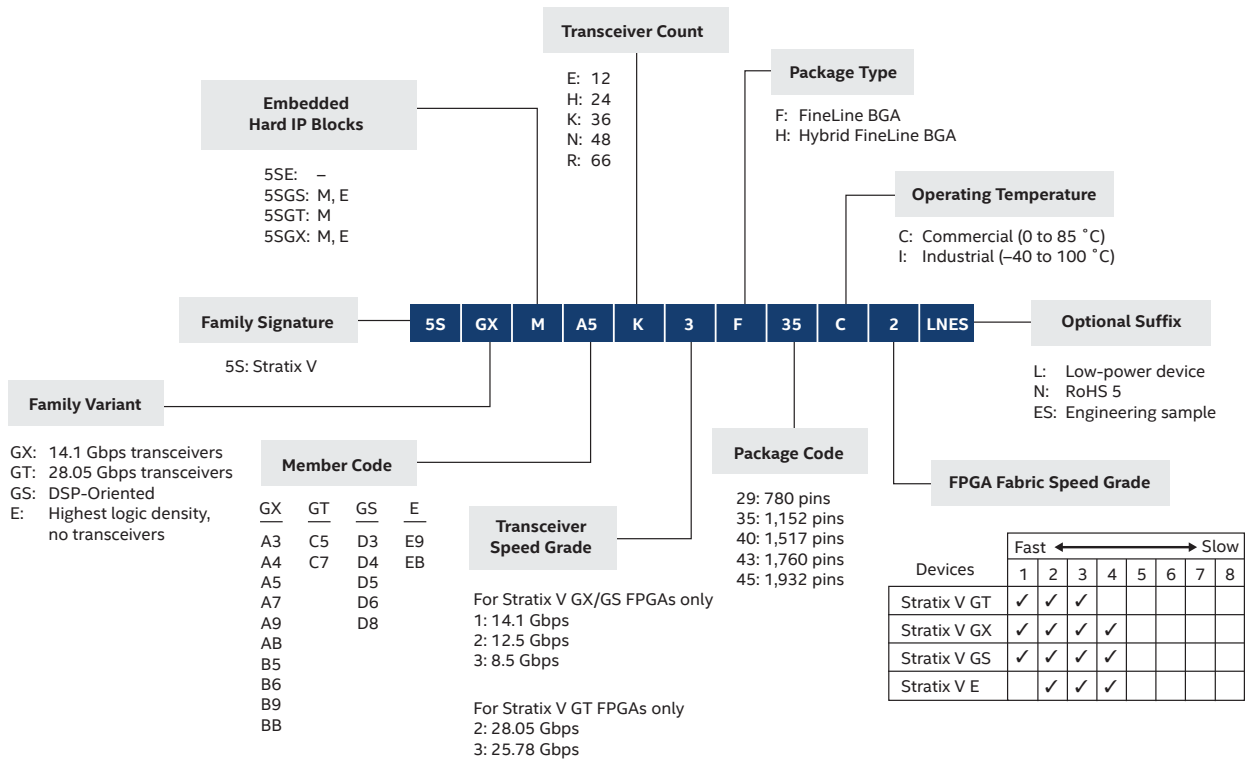 Transceiver Count
E: 12
H: 24
K: 36
N: 48
R: 66
Package Type
F: FineLine BGA
H: Hybrid FineLine BGA
Embedded
Hard IP Blocks
5SE: –
5SGS: M, E
5SGT: M
5SGX: M, E
Operating Temperature
C: Commercial (0 to 85 ˚C)
I: Industrial (–40 to 100 ˚C)
Family Signature
5S: Stratix V
5S GX M A5 K 3 F 35 C 2 LNES
Optional Suffix
L: Low-power device
N: RoHS 5
ES: Engineering sample
Family Variant
GX: 14.1 Gbps transceivers
GT: 28.05 Gbps transceivers
GS: DSP-Oriented
E: Highest logic density,
no transceivers
Member Code
GX GT GS E
A3 C5 D3 E9
A4 C7 D4 EB
A5 D5
A7 D6
A9 D8
AB
B5
B6
B9
BB
Transceiver
Speed Grade
For Stratix V GX/GS FPGAs only
1: 14.1 Gbps
2: 12.5 Gbps
3: 8.5 Gbps
For Stratix V GT FPGAs only
2: 28.05 Gbps
3: 25.78 Gbps
Package Code
29: 780 pins
35: 1,152 pins
40: 1,517 pins
43: 1,760 pins
45: 1,932 pins
FPGA Fabric Speed Grade
Fast Slow
Devices 1 2 3 4 5 6 7 8
Stratix V GT ✓ ✓ ✓
Stratix V GX ✓ ✓ ✓ ✓
Stratix V GS ✓ ✓ ✓ ✓
Stratix V E ✓ ✓ ✓